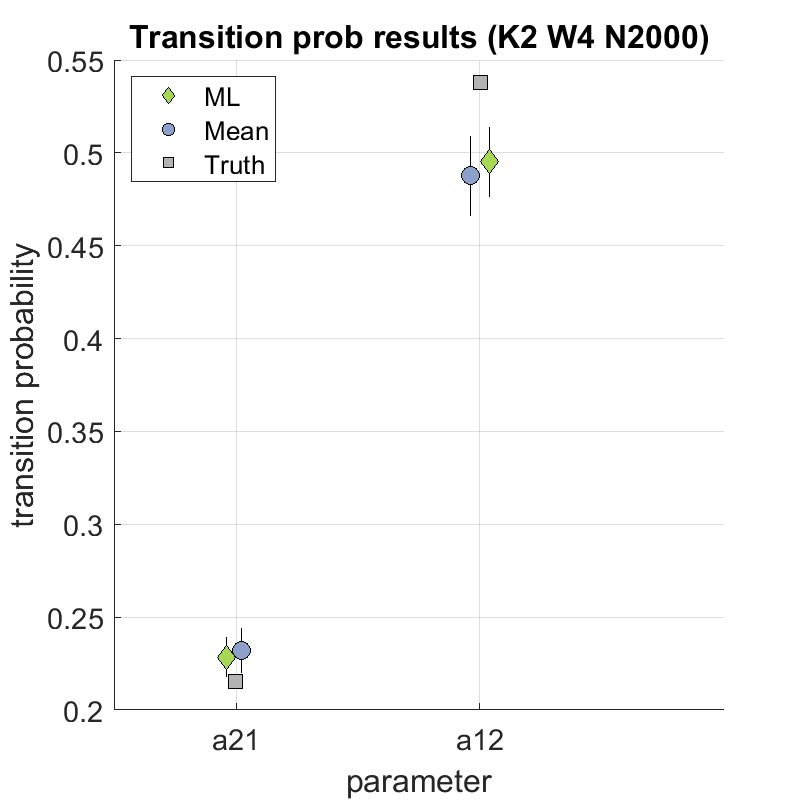 Transition prob results (K2 W4 N2000)
ML
Mean
Truth
transition probability
0.55
0.5
0.45
0.4
0.35
0.3
0.25
0.2
a21
a12
parameter